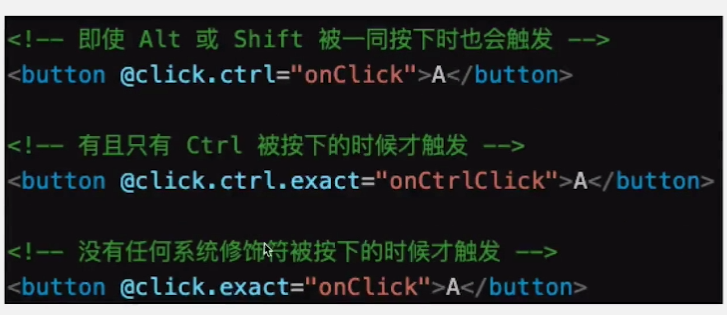 <!-- 即使 Alt 或 Shift 被一同按下时也会触发 -->
<button @click.ctrl="onClick">A</button>
<!-- 有且只有 Ctrl 被按下的时候才触发 -->
<button @click.ctrl.exact="onCtrlClick">A</button>
<!-- 没有任何系统修饰符被按下的时候才触发 -->
<button @click.exact="onClick">A</button>